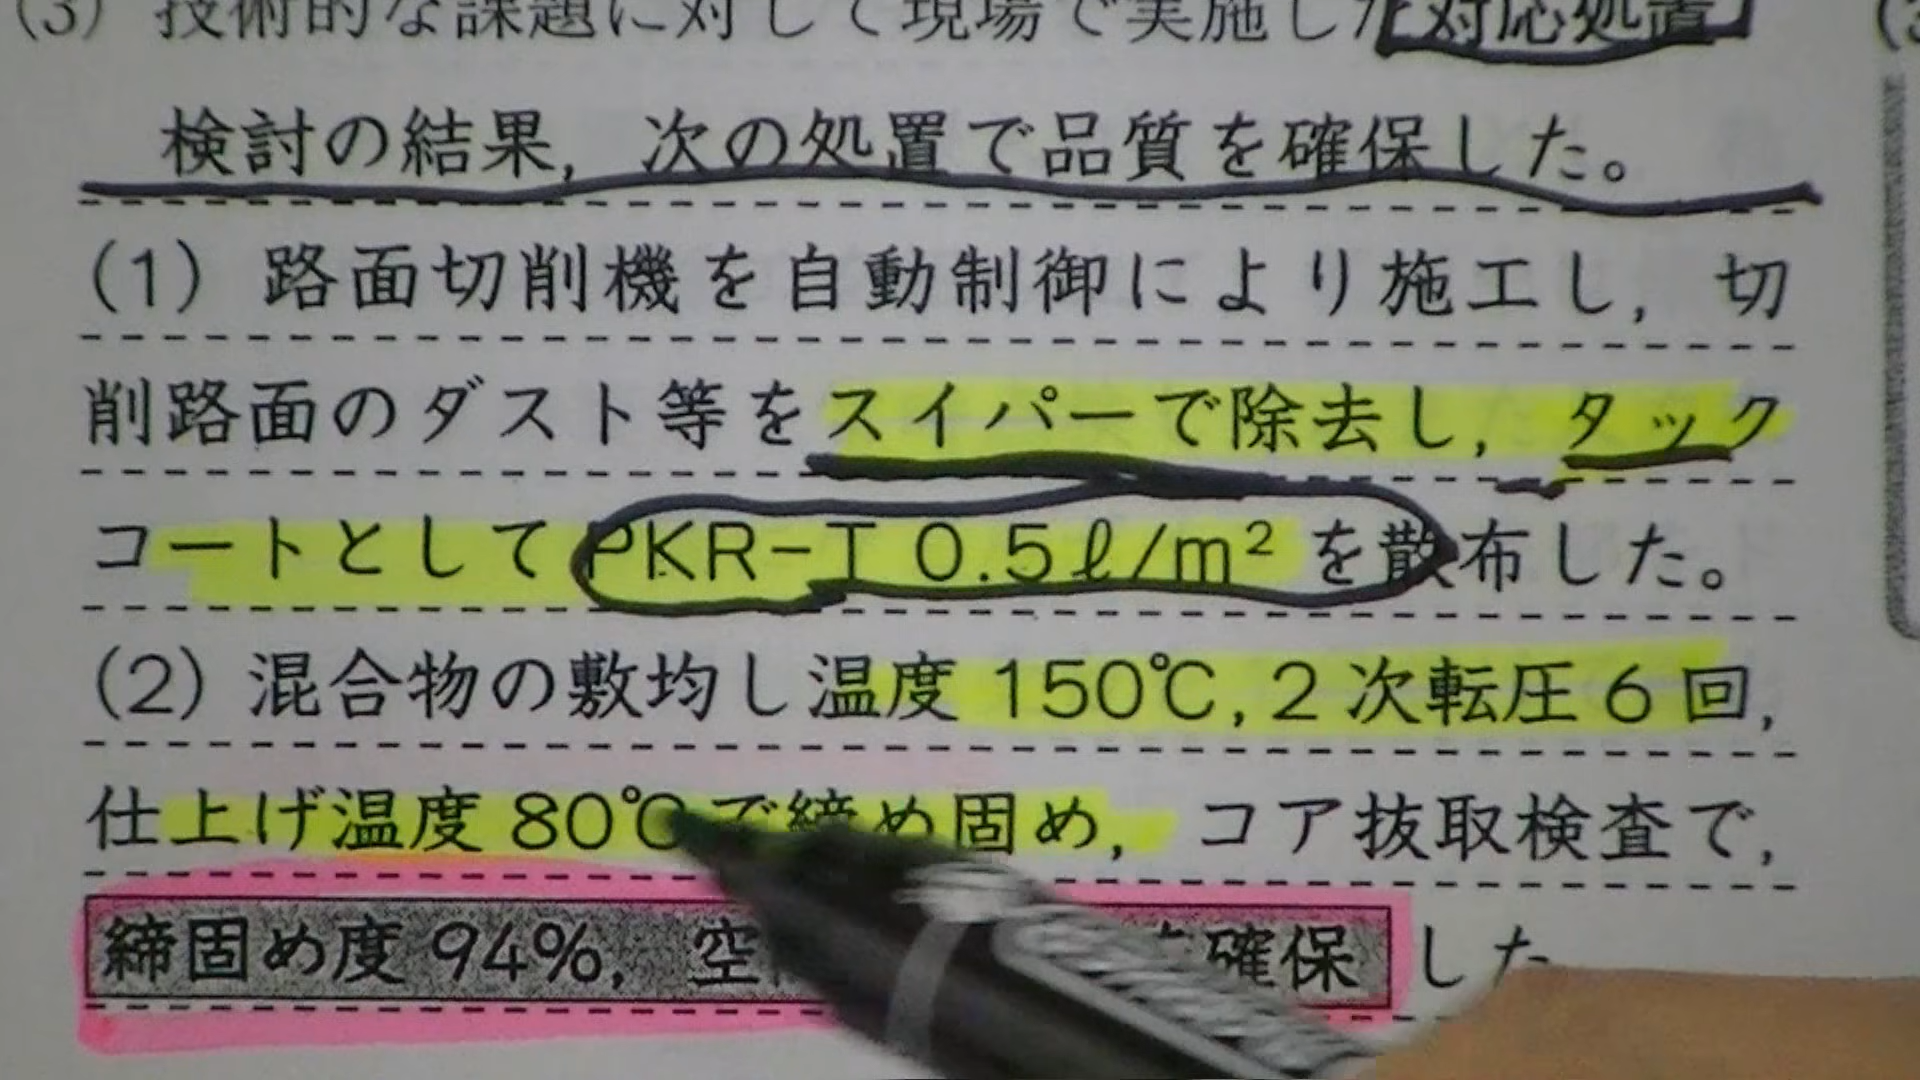 (3) 技術的な課題に対して現場で実施した対応処置
検討の結果，次の処置で品質を確保した。
(1) 路面切削機を自動制御により施工し，切
削路面のダスト等をスイパーで除去し，タック
コートとしてPKR−T 0.5ℓ/m²を散布した。
(2) 混合物の敷均し温度150℃，2次転圧6回，
仕上げ温度80℃で締め固め，コア抜取検査で，
締固め度94%，空 確保した